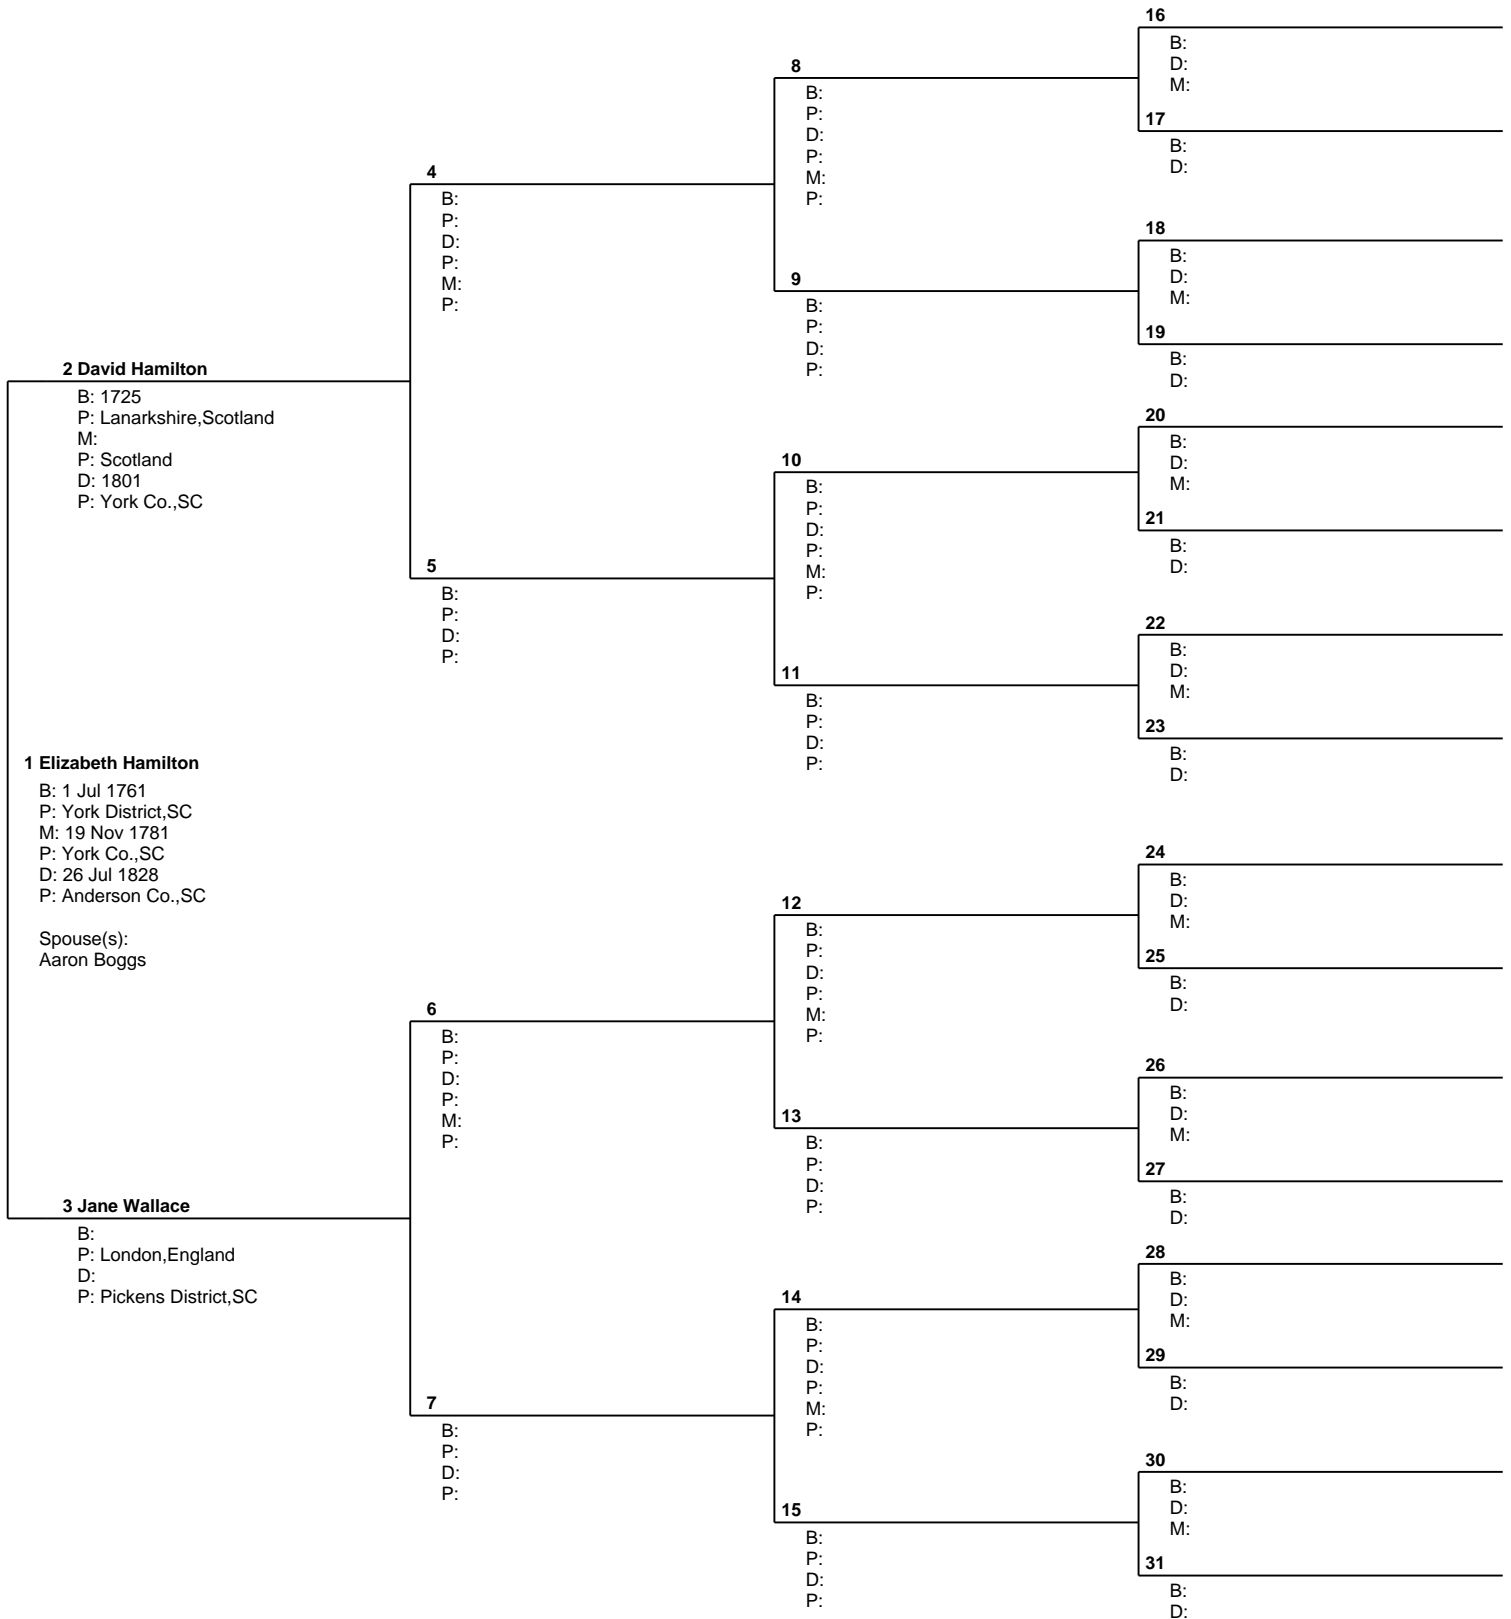 16
B:
D:
M:
8
B:
P:
D:
P:
M:
P:
17
B:
D:
4
B:
P:
D:
P:
M:
P:
18
B:
D:
M:
9
B:
P:
D:
P:
19
B:
D:
2 David Hamilton
B: 1725
P: Lanarkshire,Scotland
M:
P: Scotland
D: 1801
P: York Co.,SC
20
B:
D:
M:
10
B:
P:
D:
P:
M:
P:
21
B:
D:
5
B:
P:
D:
P:
22
B:
D:
M:
11
B:
P:
D:
P:
23
B:
D:
1 Elizabeth Hamilton
B: 1 Jul 1761
P: York District,SC
M: 19 Nov 1781
P: York Co.,SC
D: 26 Jul 1828
P: Anderson Co.,SC
Spouse(s):
Aaron Boggs
24
B:
D:
M:
12
B:
P:
D:
P:
M:
P:
25
B:
D:
6
B:
P:
D:
P:
M:
P:
26
B:
D:
M:
13
B:
P:
D:
P:
27
B:
D:
3 Jane Wallace
B:
P: London,England
D:
P: Pickens District,SC
28
B:
D:
M:
14
B:
P:
D:
P:
M:
P:
29
B:
D:
7
B:
P:
D:
P:
30
B:
D:
M:
15
B:
P:
D:
P:
31
B:
D: